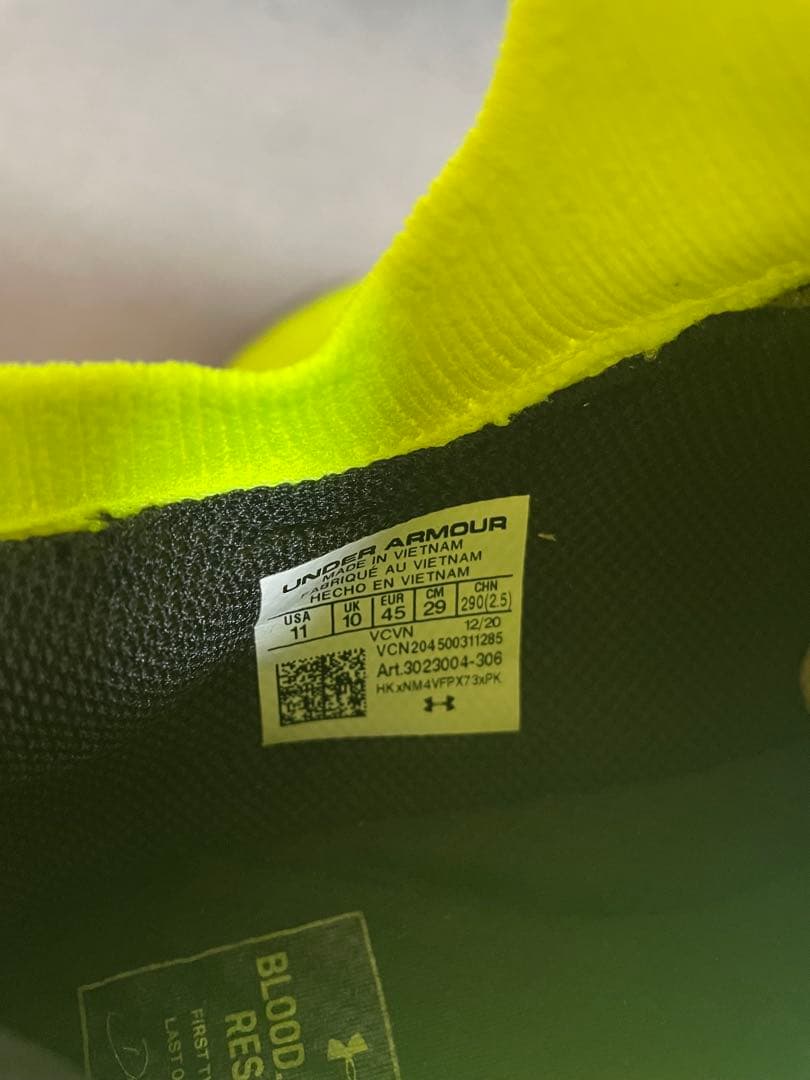 UNDER ARMOUR
MADE IN VIETNAM
FABRIQUÉ AU VIETNAM
HECHO EN VIETNAM
USA UK EUR CM CHN
11 10 45 29 290(2.5)
VCVN 12/20
VCN204500311285
Art.3023004-306
HKxNM4VFPX73xPK
BLOOD.
RES
FIRST T
LAST O